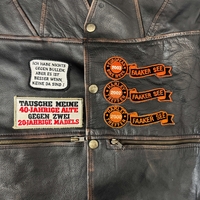 ICH HABE NICHTS
GEGEN BULLEN,
ABER ES IST
BESSER WENN
KEINE DA SIND!
TAUSCHE MEINE
40-JÄHRIGE ALTE
GEGEN ZWEI
20JÄHRIGE MÄDELS
FAAKER SEE
FAAKER SEE
FAAKER SEE